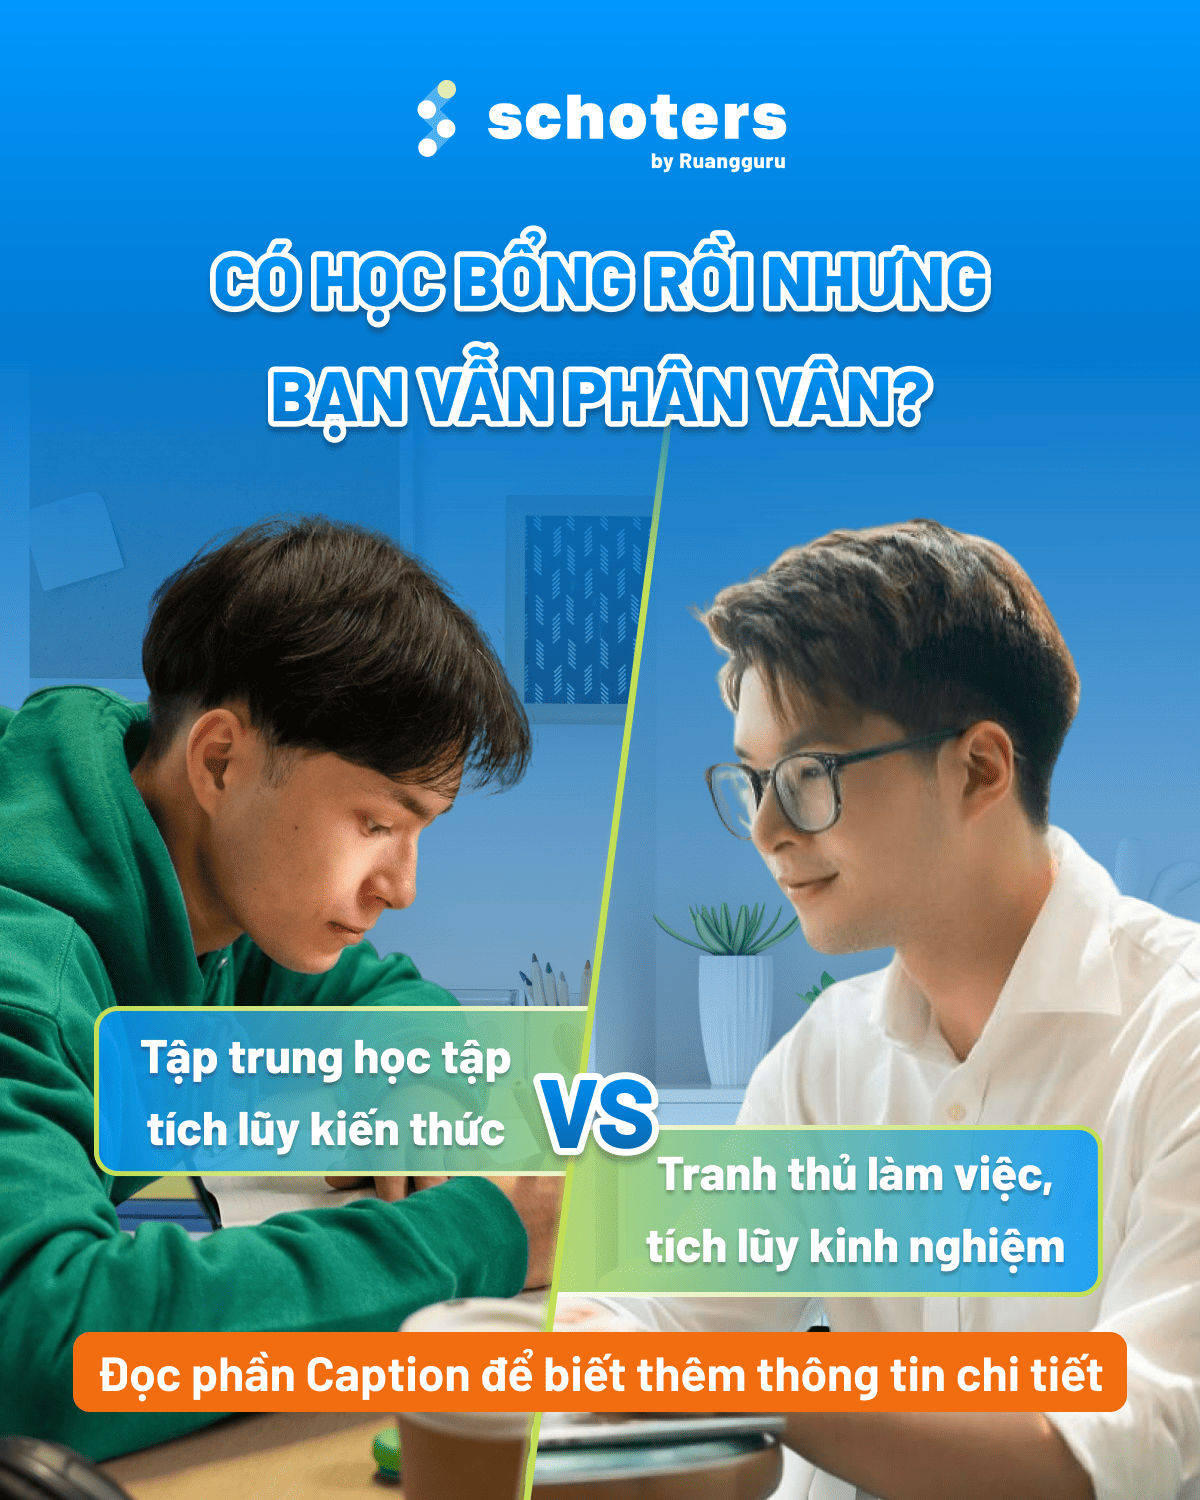 schoters
by Ruangguru
CÓ HỌC BỔNG RỒI NHƯNG
BẠN VẪN PHÂN VÂN?
Tập trung học tập
tích lũy kiến thức
VS
Tranh thủ làm việc,
tích lũy kinh nghiệm
Đọc phần Caption để biết thêm thông tin chi tiết